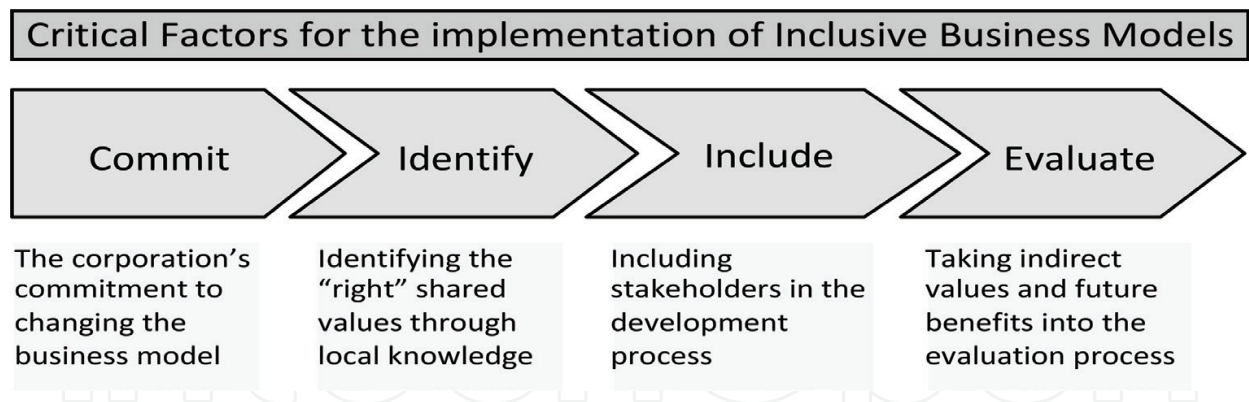 Critical Factors for the implementation of Inclusive Business Models
Commit
Identify
Include
Evaluate
The corporation's
commitment to
changing the
business model
Identifying the
“right” shared
values through
local knowledge
Including
stakeholders in the
development
process
Taking indirect
values and future
benefits into the
evaluation process